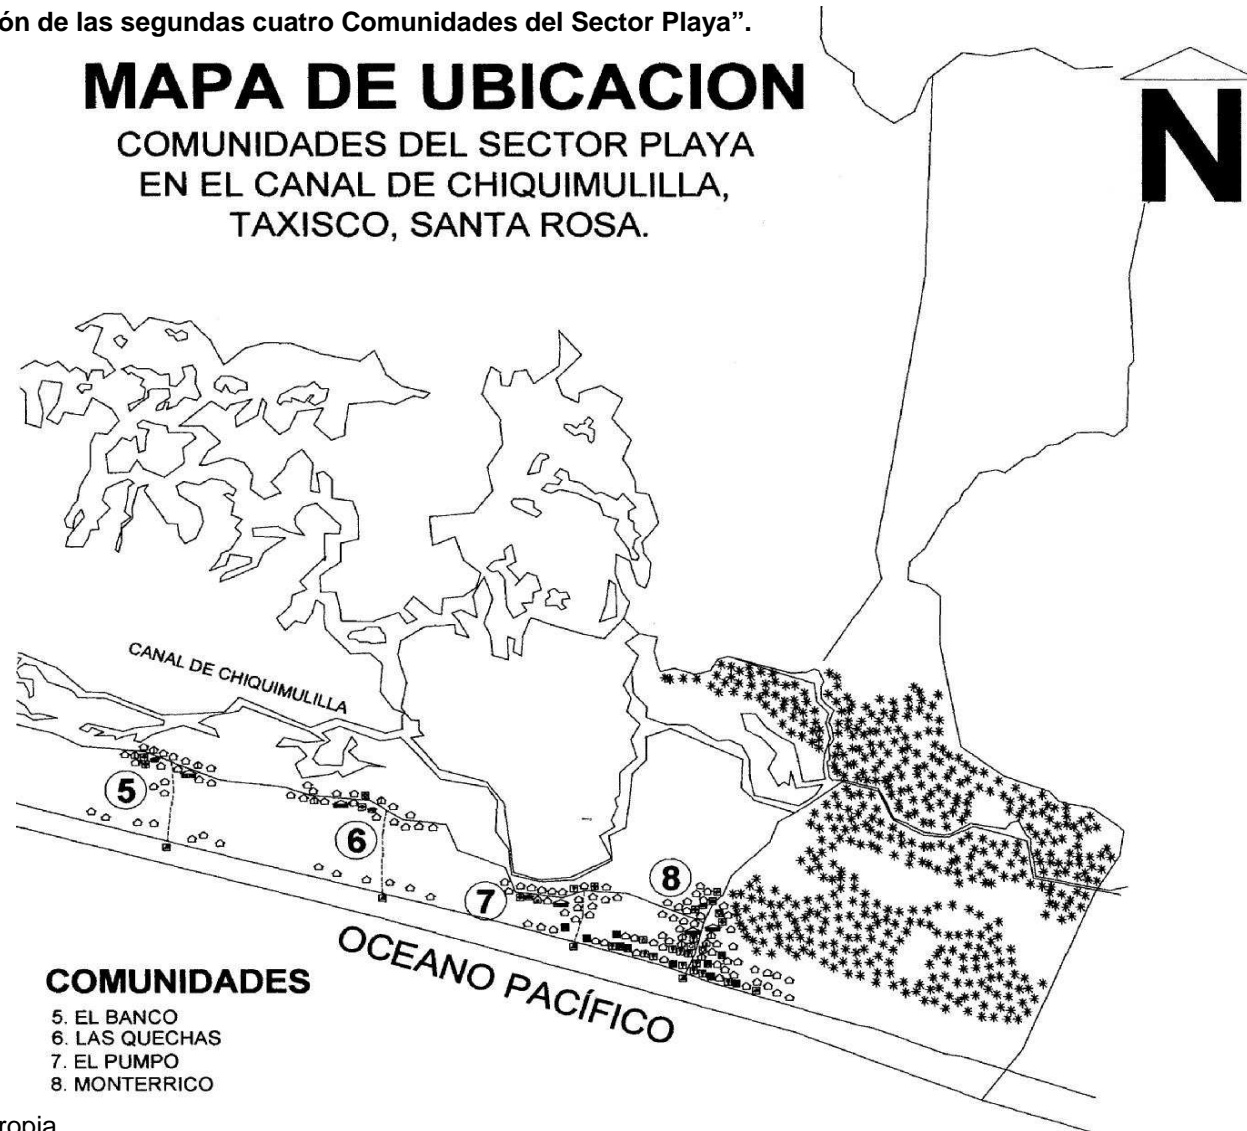 ón de las segundas cuatro Comunidades del Sector Playa”.
MAPA DE UBICACION
COMUNIDADES DEL SECTOR PLAYA
EN EL CANAL DE CHIQUIMULILLA,
TAXISCO, SANTA ROSA.
N
CANAL DE CHIQUIMULILLA
5
6
7
8
OCEANO PACÍFICO
COMUNIDADES
5. EL BANCO
6. LAS QUECHAS
7. EL PUMPO
8. MONTERRICO
ropia